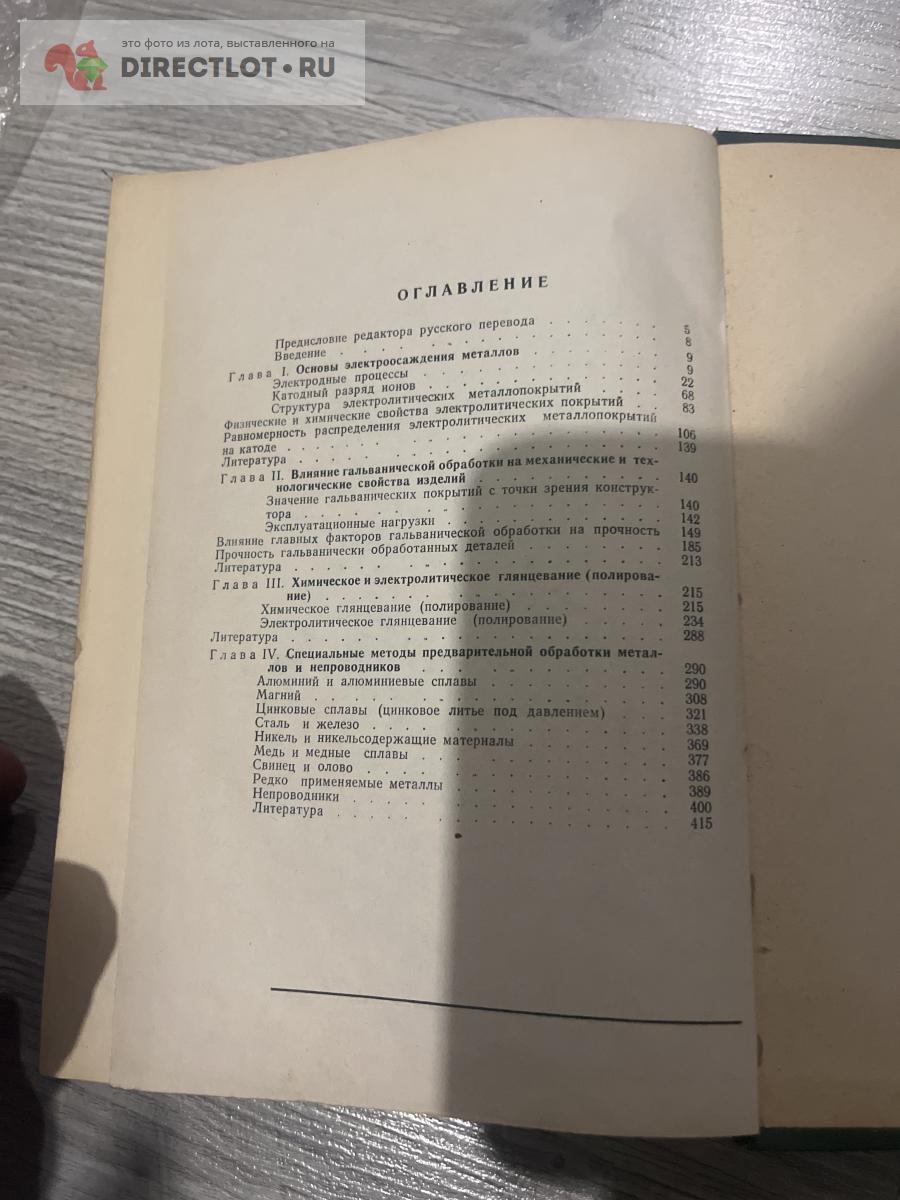 это фото из лота, выставленного на
DIRECTLOT•RU
ОГЛАВЛЕНИЕ
Предисловие редактора русского перевода . . . . . . 5
Введение . . . . . . 8
Глава I. Основы электроосаждения металлов . . . . . . 9
Электродные процессы . . . . . . 9
Катодный разряд ионов . . . . . . 22
Структура электролитических металлопокрытий . . . . 68
Физические и химические свойства электролитических покрытий . . 83
Равномерность распределения электролитических металлопокрытий
на катоде . . . . . . 106
Литература . . . . . . 139
Глава II. Влияние гальванической обработки на механические и тех-
нологические свойства изделий . . . . . . 140
Значение гальванических покрытий с точки зрения конструк-
тора . . . . . . 140
Эксплуатационные нагрузки . . . . . . 142
Влияние главных факторов гальванической обработки на прочность 149
Прочность гальванически обработанных деталей . . . . . . 185
Литература . . . . . . 213
Глава III. Химическое и электролитическое глянцевание (полирова-
ние) . . . . . . 215
Химическое глянцевание (полирование) . . . . . . 215
Электролитическое глянцевание (полирование) . . . . . . 234
Литература . . . . . . 288
Глава IV. Специальные методы предварительной обработки метал-
лов и непроводников . . . . . . 290
Алюминий и алюминиевые сплавы . . . . . . 290
Магний . . . . . . 308
Цинковые сплавы (цинковое литье под давлением) . . . 321
Сталь и железо . . . . . . 338
Никель и никельсодержащие материалы . . . . . . 369
Медь и медные сплавы . . . . . . 377
Свинец и олово . . . . . . 386
Редко применяемые металлы . . . . . . 389
Непроводники . . . . . . 400
Литература . . . . . . 415